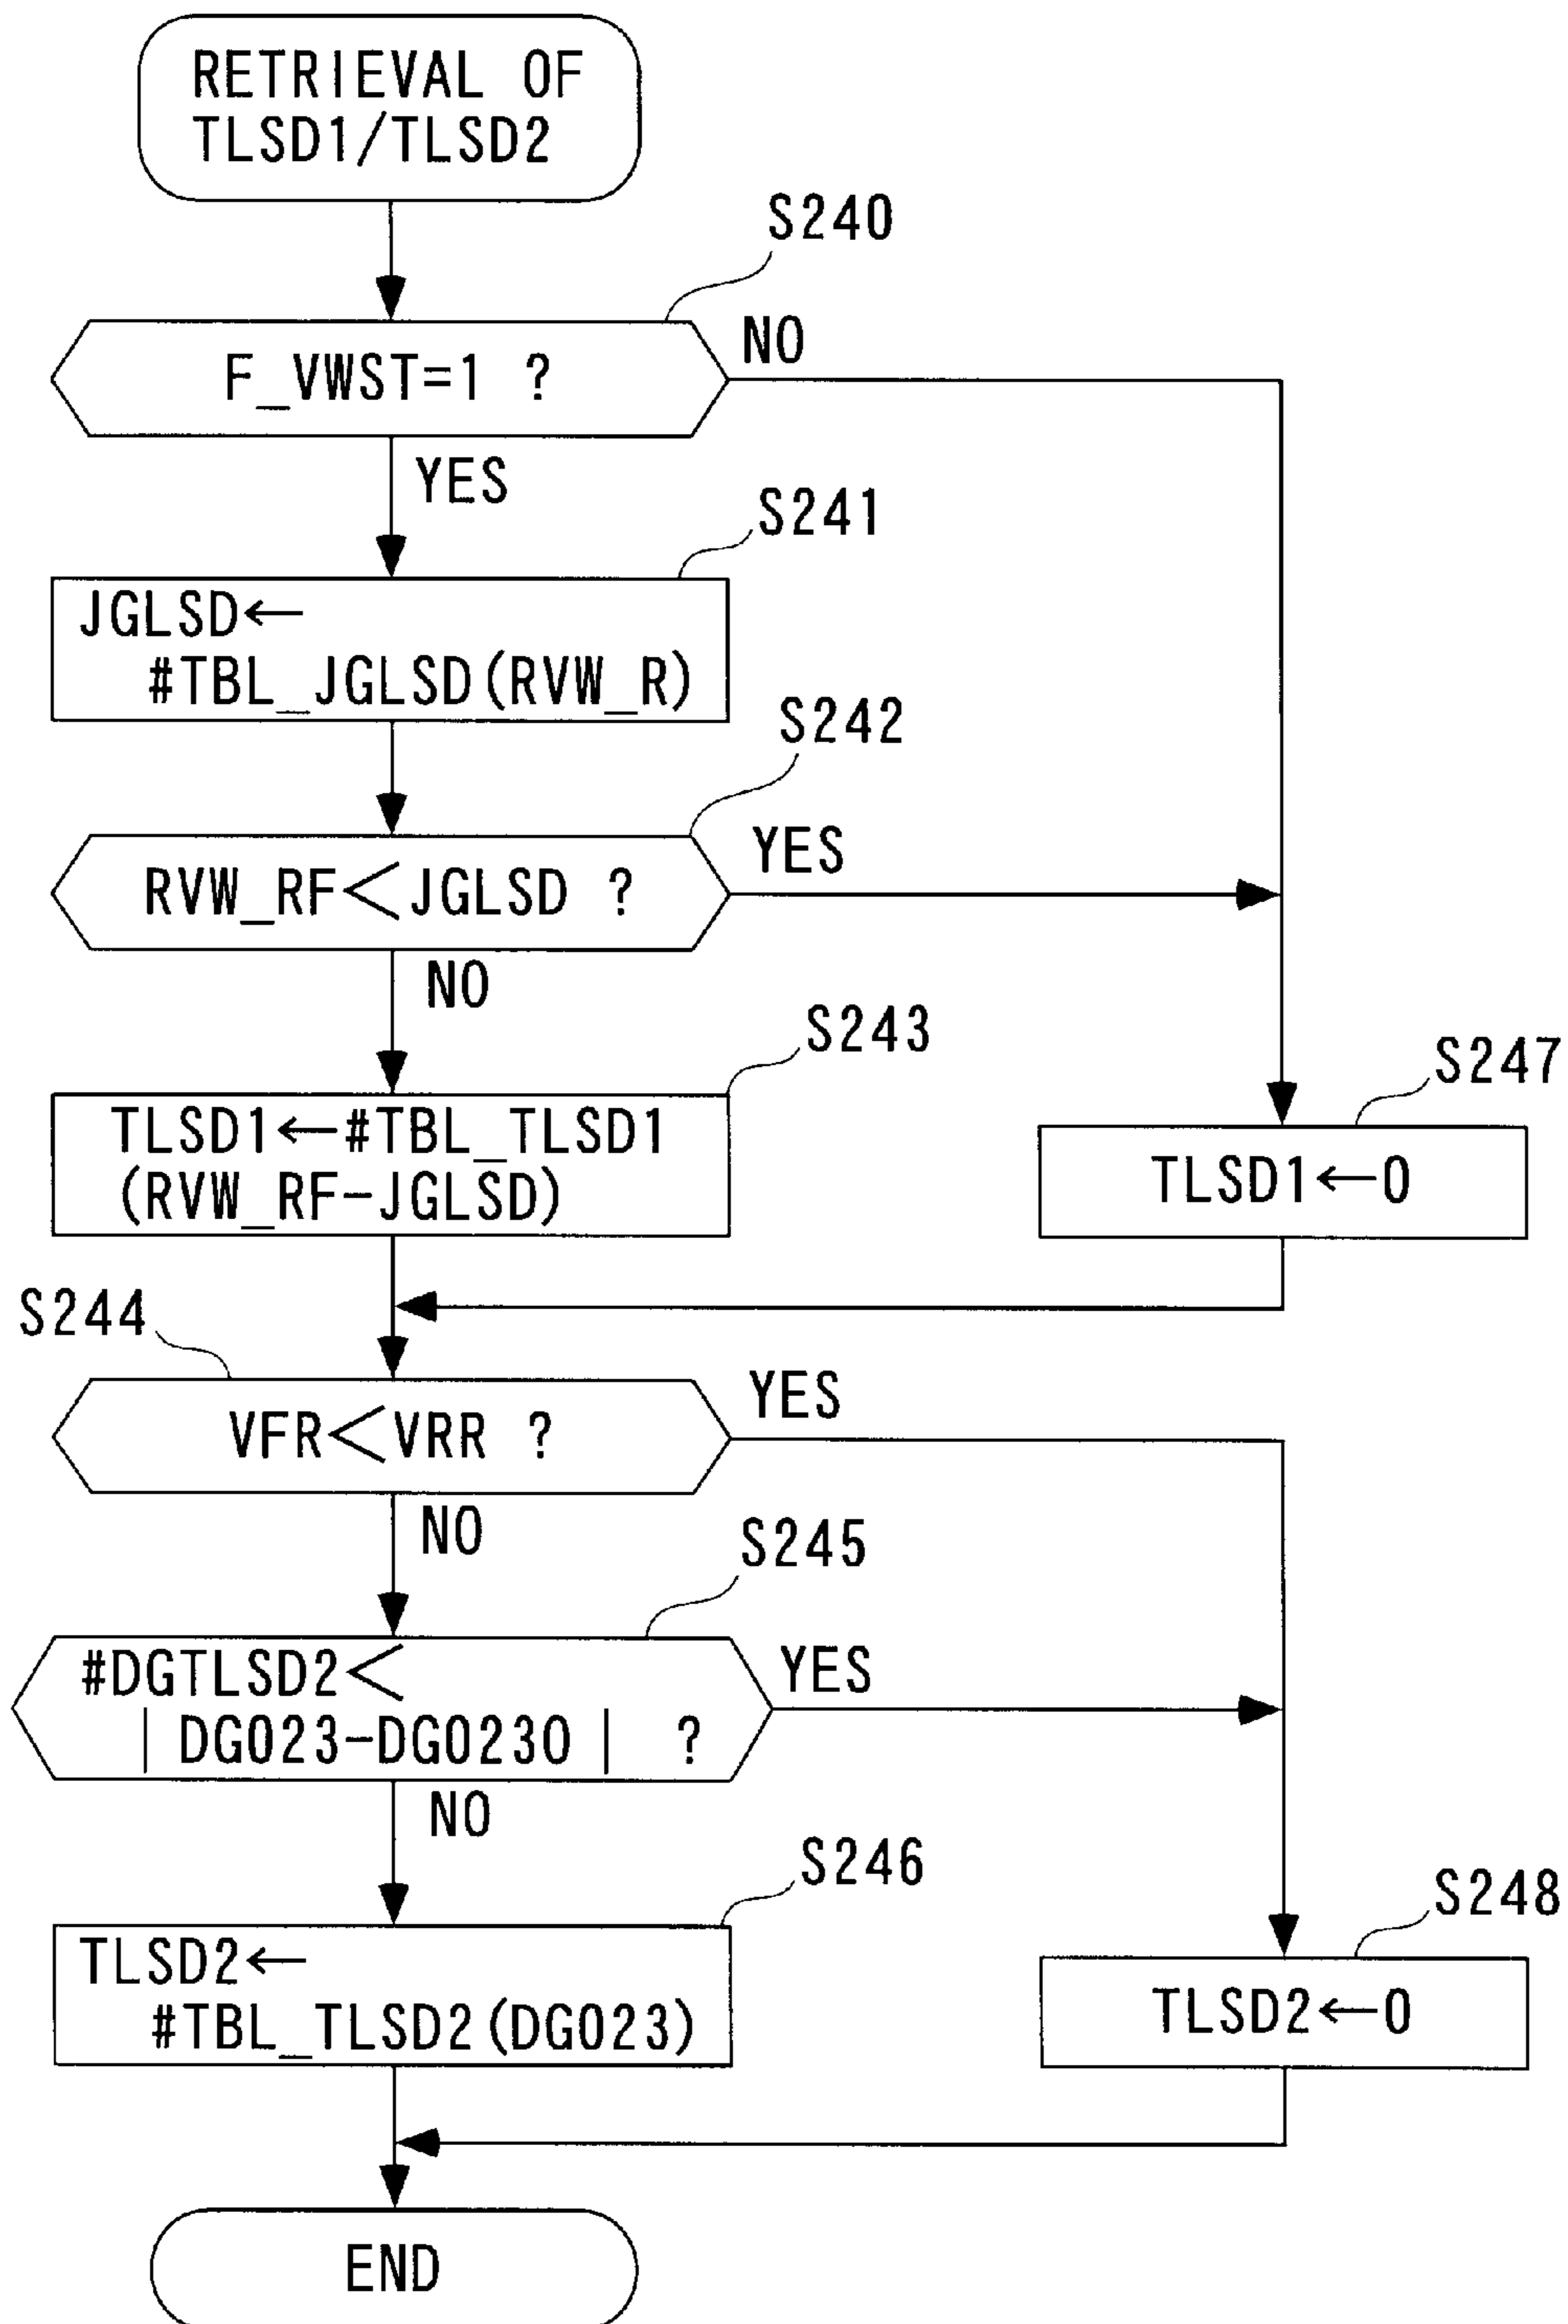 RETRIEVAL OF
TLSD1/TLSD2
S240
F_VWST=1 ?
NO
YES
S241
JGLSD←
#TBL_JGLSD(RVW_R)
S242
RVW_RF<JGLSD ?
YES
NO
S243
TLSD1←#TBL_TLSD1
(RVW_RF-JGLSD)
S247
TLSD1←0
S244
VFR<VRR ?
YES
NO
S245
#DGTLSD2<
| DG023-DG0230 | ?
YES
NO
S246
TLSD2←
#TBL_TLSD2(DG023)
S248
TLSD2←0
END